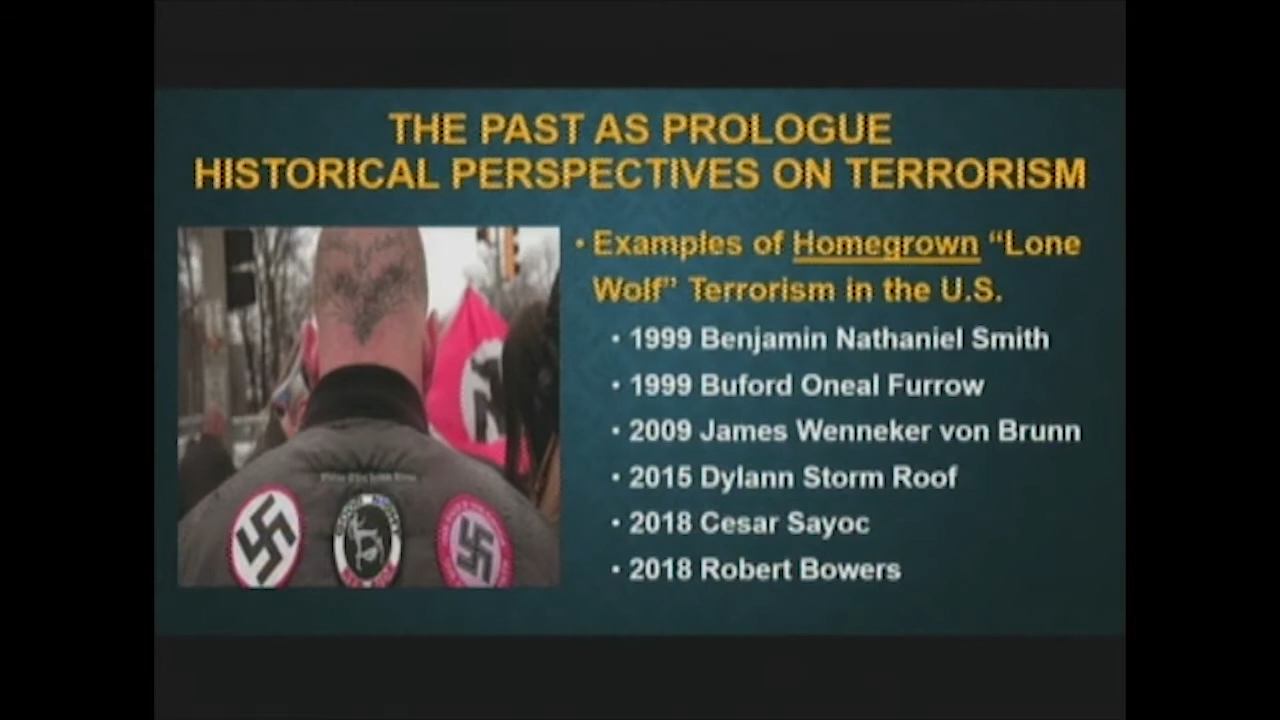 THE PAST AS PROLOGUE
HISTORICAL PERSPECTIVES ON TERRORISM
• Examples of Homegrown “Lone
Wolf” Terrorism in the U.S.
• 1999 Benjamin Nathaniel Smith
• 1999 Buford Oneal Furrow
• 2009 James Wenneker von Brunn
• 2015 Dylann Storm Roof
• 2018 Cesar Sayoc
• 2018 Robert Bowers